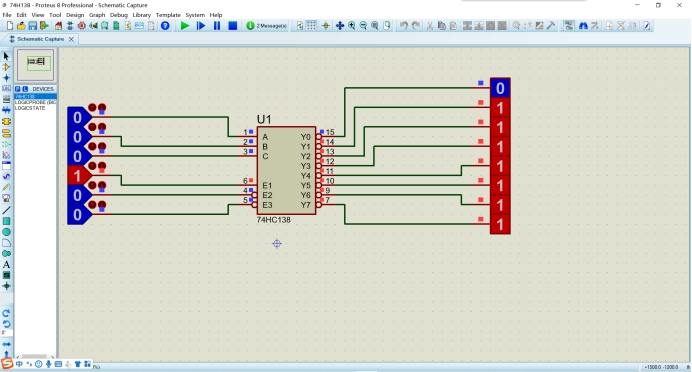 74H138 - Proteus 8 Professional - Schematic Capture
File Edit View Tool Design Graph Debug Library Template System Help
2 Message(s)
Schematic Capture X
P L DEVICES
74HC138
LOGICPROBE (BIG
LOGICSTATE
U1
0 1 A Y0 15 0
0 2 B Y1 14 1
0 3 C Y2 13 1
Y3 12 1
Y4 11 1
1 6 E1 Y5 10 1
0 4 E2 Y6 9 1
0 5 E3 Y7 7 1
74HC138
A
0°
中
+1500.0 -1200.0